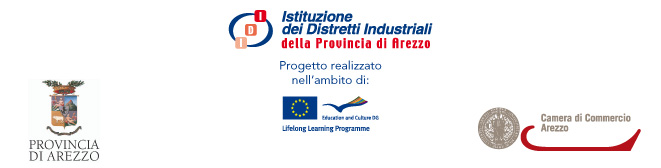 IDI
Istituzione
dei Distretti Industriali
della Provincia di Arezzo
Progetto realizzato
nell'ambito di:
Education and Culture DG
Lifelong Learning Programme
PROVINCIA
DI AREZZO
Camera di Commercio
Arezzo